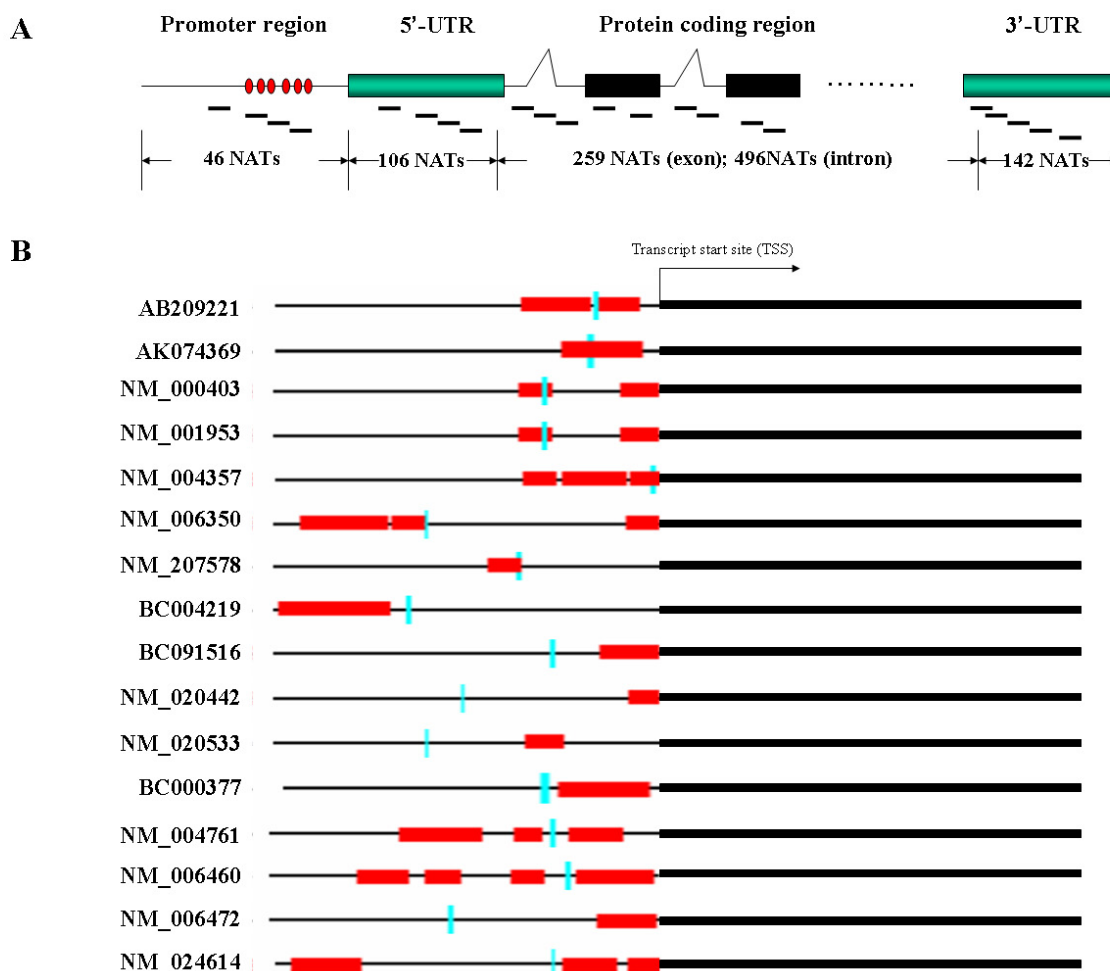 A
Promoter region 5'-UTR Protein coding region 3'-UTR
46 NATs 106 NATs 259 NATs (exon); 496NATs (intron) 142 NATs
B
Transcript start site (TSS)
AB209221
AK074369
NM_000403
NM_001953
NM_004357
NM_006350
NM_207578
BC004219
BC091516
NM_020442
NM_020533
BC000377
NM_004761
NM_006460
NM_006472
NM_024614